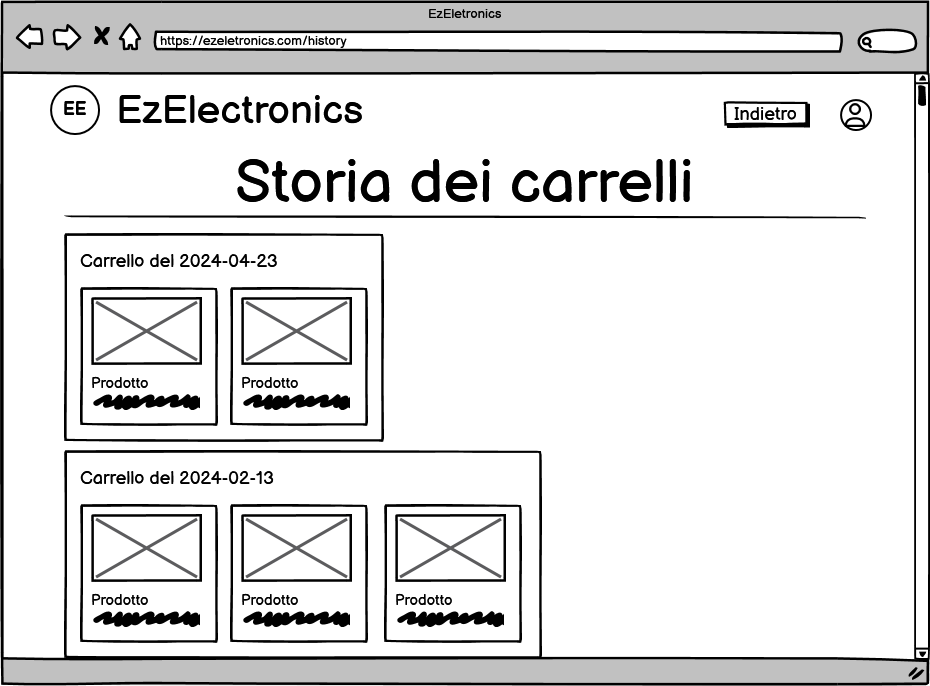 EzEletronics
https://ezeletronics.com/history
EE
EzElectronics
Indietro
Storia dei carrelli
Carrello del 2024-04-23
Prodotto
Prodotto
Carrello del 2024-02-13
Prodotto
Prodotto
Prodotto